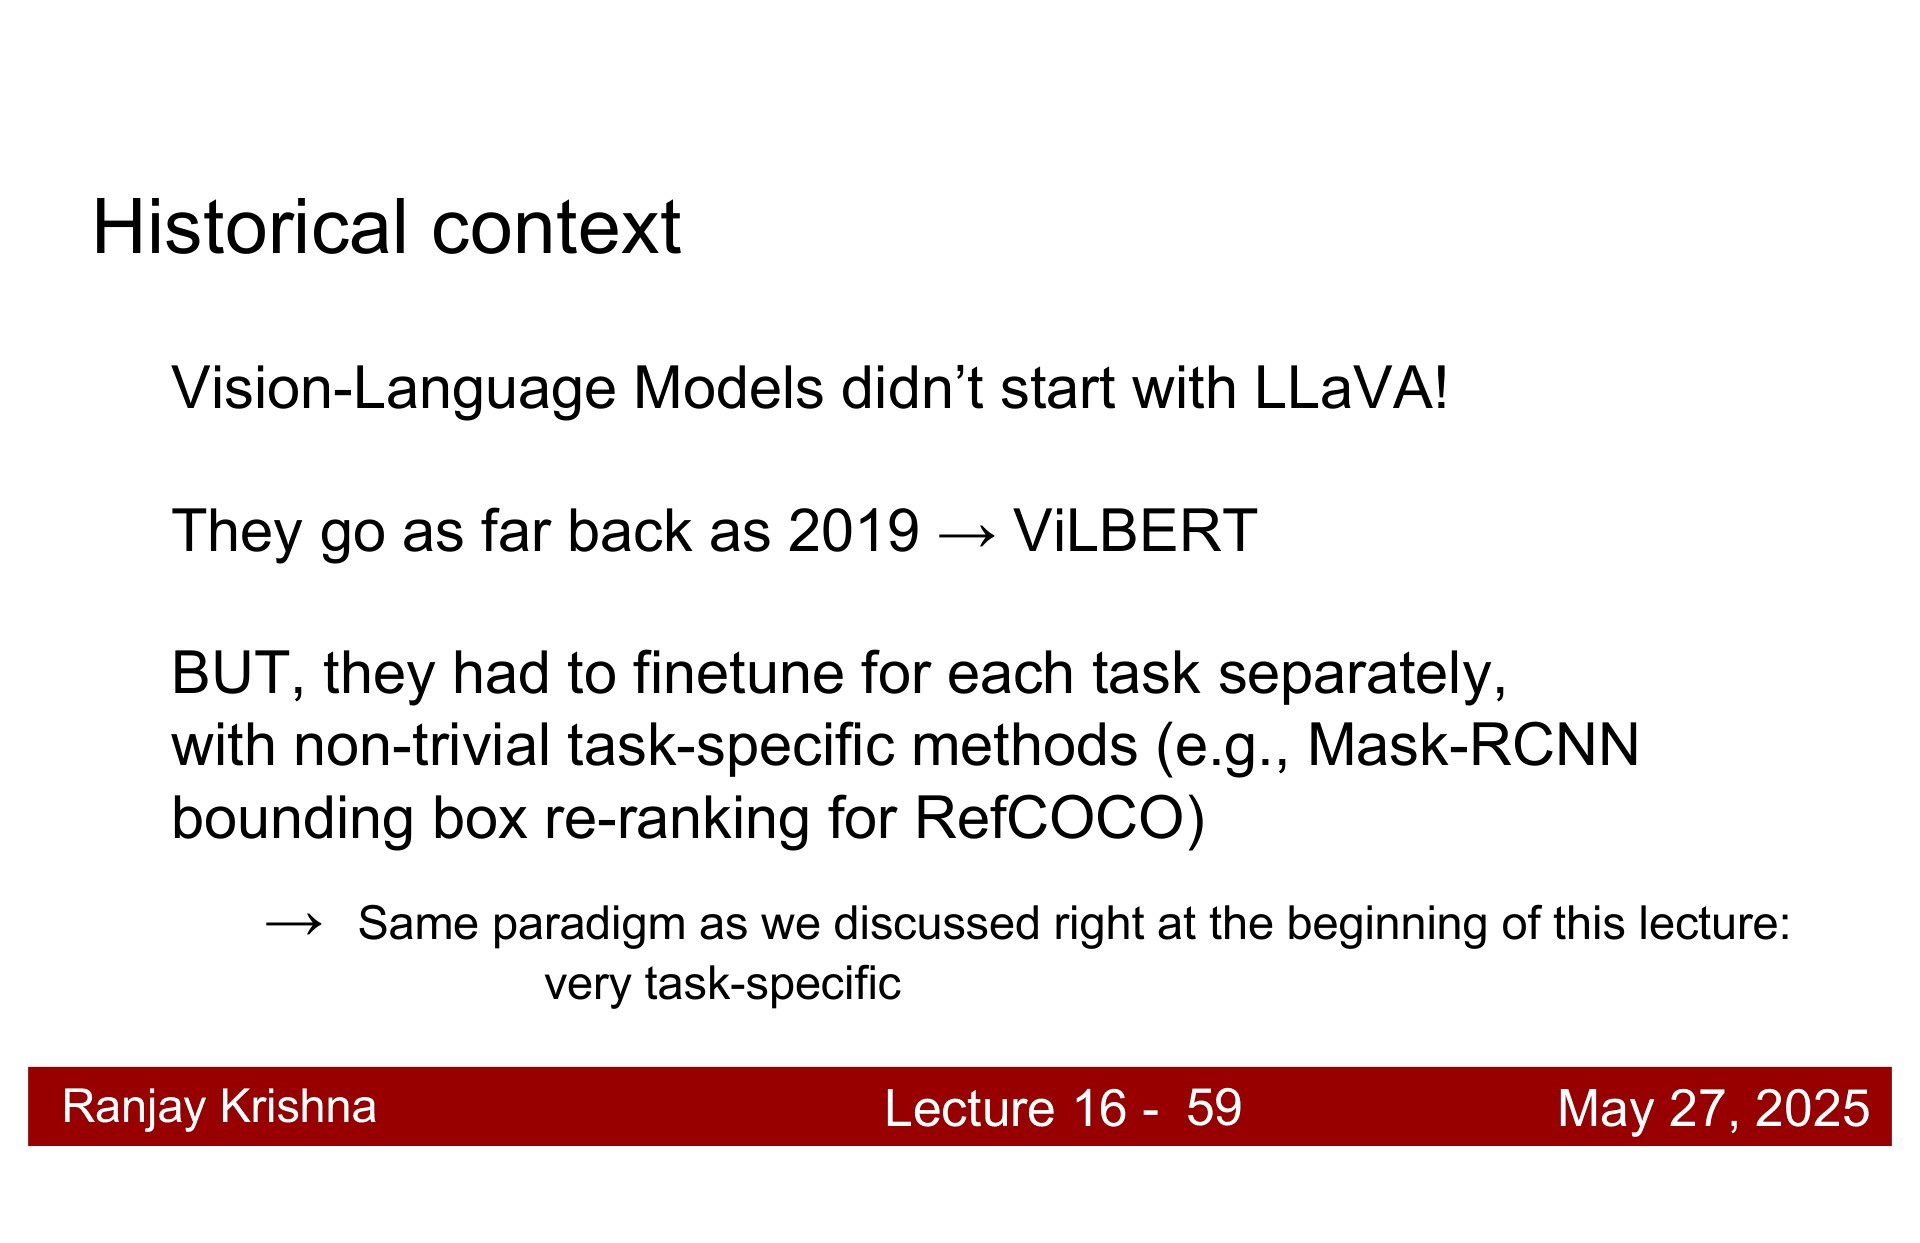 Historical context
Vision-Language Models didn’t start with LLaVA!
They go as far back as 2019 → ViLBERT
BUT, they had to finetune for each task separately,
with non-trivial task-specific methods (e.g., Mask-RCNN
bounding box re-ranking for RefCOCO)
→ Same paradigm as we discussed right at the beginning of this lecture:
very task-specific
Ranjay Krishna Lecture 16 - 59 May 27, 2025